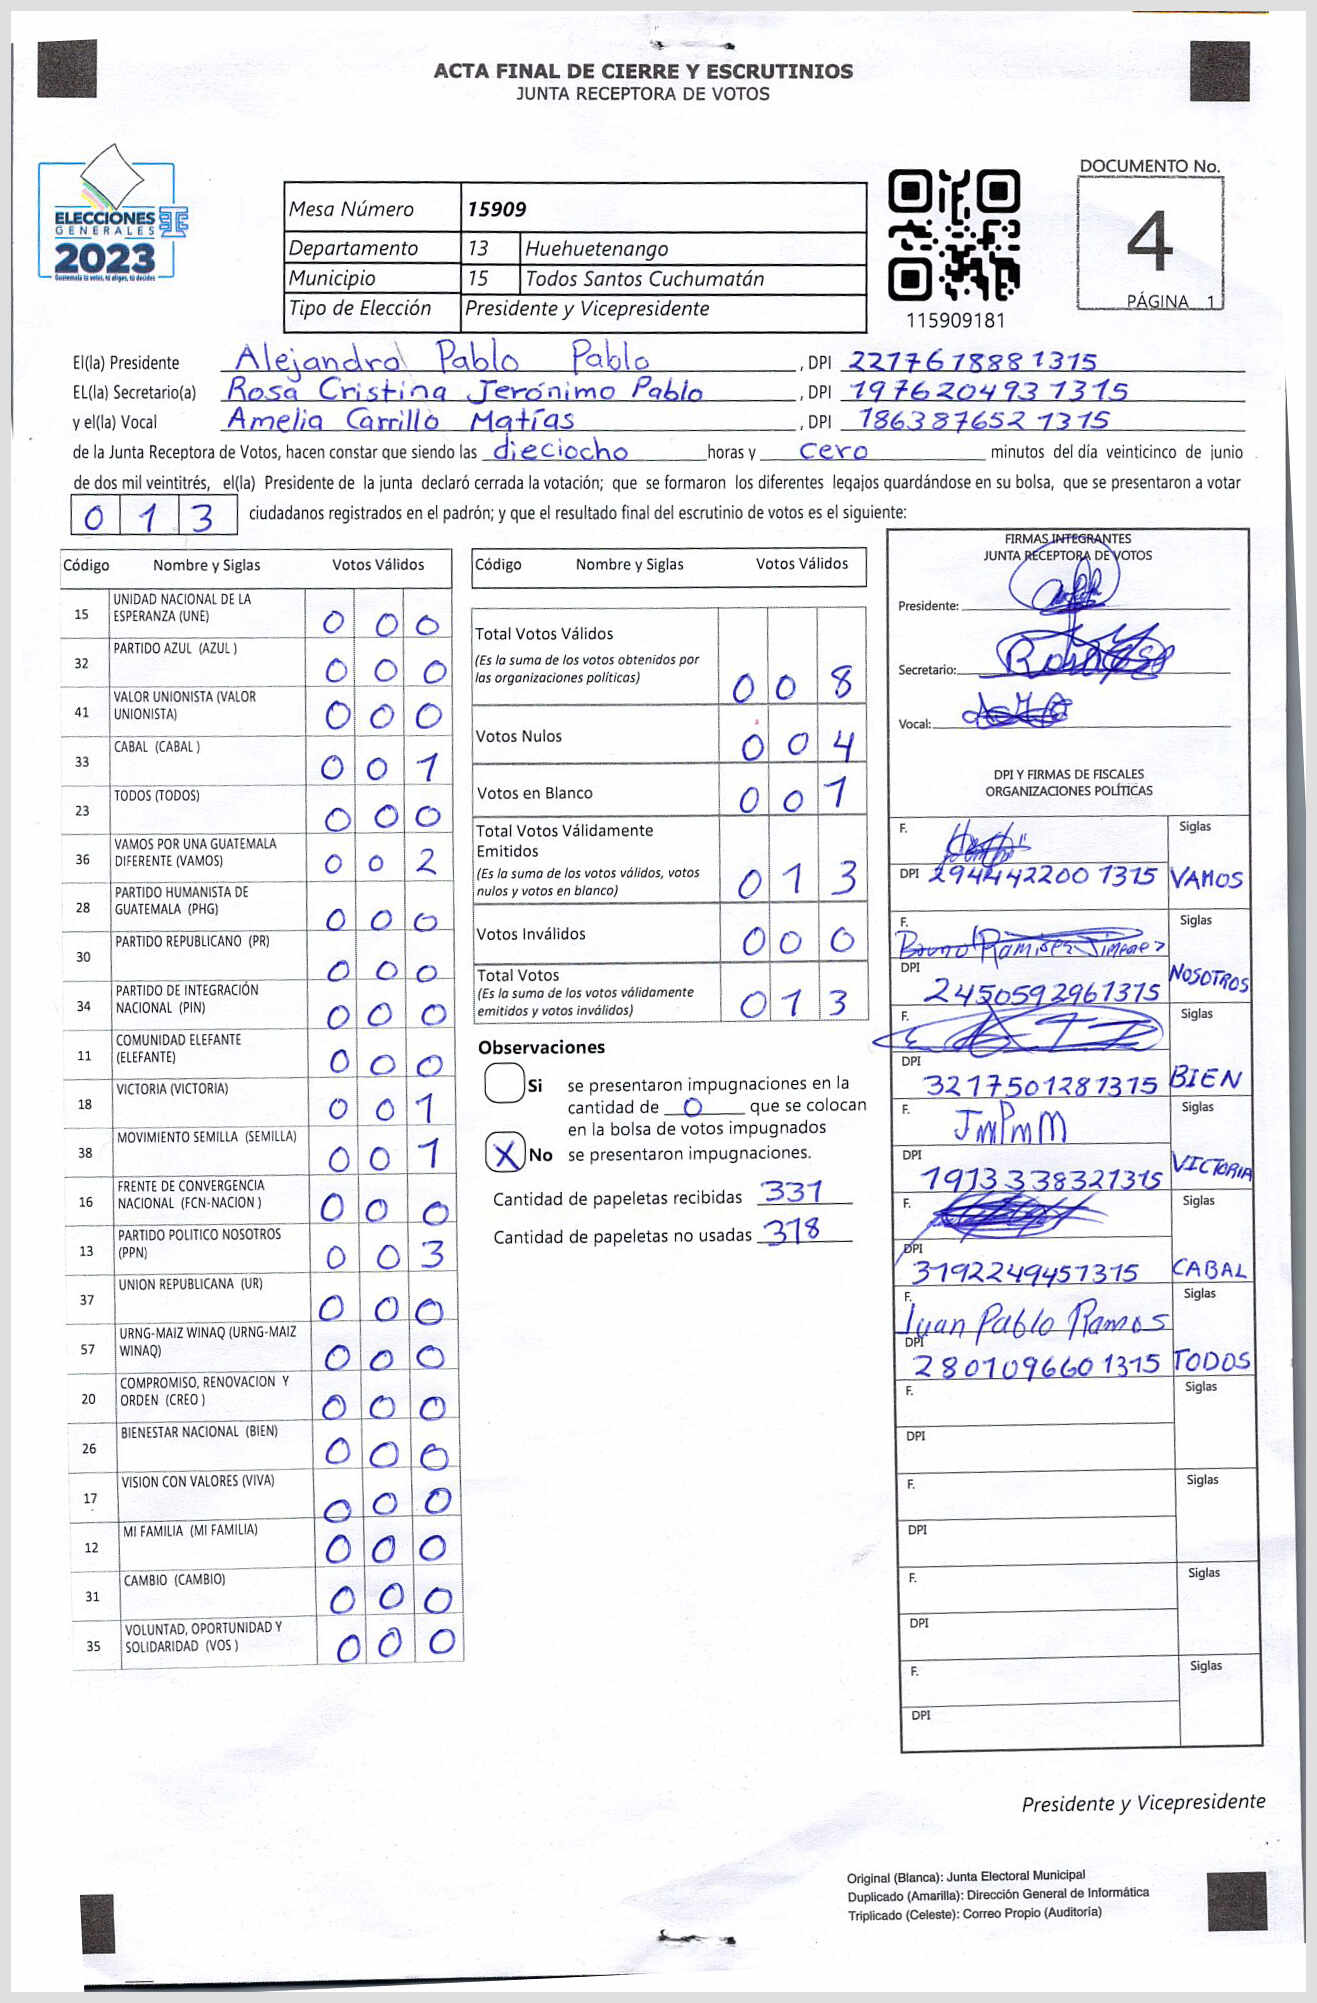 ACTA FINAL DE CIERRE Y ESCRUTINIOS
JUNTA RECEPTORA DE VOTOS
DOCUMENTO No.
4
PÁGINA 1
ELECCIONES
GENERALES
2023
Guatemala tú votas, tú eliges, tú decides
Mesa Número 15909
Departamento 13 Huehuetenango
Municipio 15 Todos Santos Cuchumatán
Tipo de Elección Presidente y Vicepresidente
115909181
El(la) Presidente Alejandro Pablo Pablo , DPI 2217618881315
EL(la) Secretario(a) Rosa Cristina Jerónimo Pablo , DPI 1976204931315
y el(la) Vocal Amelia Carrillo Matías , DPI 1863876521315
de la Junta Receptora de Votos, hacen constar que siendo las dieciocho horas y cero minutos del día veinticinco de junio
de dos mil veintitrés, el(la) Presidente de la junta declaró cerrada la votación; que se formaron los diferentes legajos guardándose en su bolsa, que se presentaron a votar
013 ciudadanos registrados en el padrón; y que el resultado final del escrutinio de votos es el siguiente:
Código Nombre y Siglas Votos Válidos
15 UNIDAD NACIONAL DE LA
ESPERANZA (UNE) 0 0 0
32 PARTIDO AZUL (AZUL ) 0 0 0
41 VALOR UNIONISTA (VALOR
UNIONISTA) 0 0 0
33 CABAL (CABAL ) 0 0 1
23 TODOS (TODOS) 0 0 0
36 VAMOS POR UNA GUATEMALA
DIFERENTE (VAMOS) 0 0 2
28 PARTIDO HUMANISTA DE
GUATEMALA (PHG) 0 0 0
30 PARTIDO REPUBLICANO (PR) 0 0 0
34 PARTIDO DE INTEGRACIÓN
NACIONAL (PIN) 0 0 0
11 COMUNIDAD ELEFANTE
(ELEFANTE) 0 0 0
18 VICTORIA (VICTORIA) 0 0 1
38 MOVIMIENTO SEMILLA (SEMILLA) 0 0 1
16 FRENTE DE CONVERGENCIA
NACIONAL (FCN-NACION ) 0 0 0
13 PARTIDO POLITICO NOSOTROS
(PPN) 0 0 3
37 UNION REPUBLICANA (UR) 0 0 0
57 URNG-MAIZ WINAQ (URNG-MAIZ
WINAQ) 0 0 0
20 COMPROMISO, RENOVACION Y
ORDEN (CREO ) 0 0 0
26 BIENESTAR NACIONAL (BIEN) 0 0 0
17 VISION CON VALORES (VIVA) 0 0 0
12 MI FAMILIA (MI FAMILIA) 0 0 0
31 CAMBIO (CAMBIO) 0 0 0
35 VOLUNTAD, OPORTUNIDAD Y
SOLIDARIDAD (VOS ) 0 0 0
Código Nombre y Siglas Votos Válidos
Total Votos Válidos
(Es la suma de los votos obtenidos por
las organizaciones políticas) 0 0 8
Votos Nulos 0 0 4
Votos en Blanco 0 0 1
Total Votos Válidamente
Emitidos
(Es la suma de los votos válidos, votos
nulos y votos en blanco) 0 1 3
Votos Inválidos 0 0 0
Total Votos
(Es la suma de los votos válidamente
emitidos y votos inválidos) 0 1 3
Observaciones
Si se presentaron impugnaciones en la
cantidad de 0 que se colocan
en la bolsa de votos impugnados
X No se presentaron impugnaciones.
Cantidad de papeletas recibidas 331
Cantidad de papeletas no usadas 318
FIRMAS INTEGRANTES
JUNTA RECEPTORA DE VOTOS
Presidente:
Secretario:
Vocal:
DPI Y FIRMAS DE FISCALES
ORGANIZACIONES POLÍTICAS
F. Siglas
DPI 2944422001315 VAMOS
F. Bruno Ramirez Jimenez Siglas
DPI 2450592961315 NOSOTROS
F. Siglas
DPI 3217501281315 BIEN
F. JmPmM Siglas
DPI 1913338321315 VICTORIA
F. Siglas
DPI 3192249451315 CABAL
F. Juan Pablo Ramos Siglas
DPI 2801096601315 TODOS
F. Siglas
DPI
F. Siglas
DPI
F. Siglas
DPI
F. Siglas
DPI
Presidente y Vicepresidente
Original (Blanca): Junta Electoral Municipal
Duplicado (Amarilla): Dirección General de Informática
Triplicado (Celeste): Correo Propio (Auditoría)